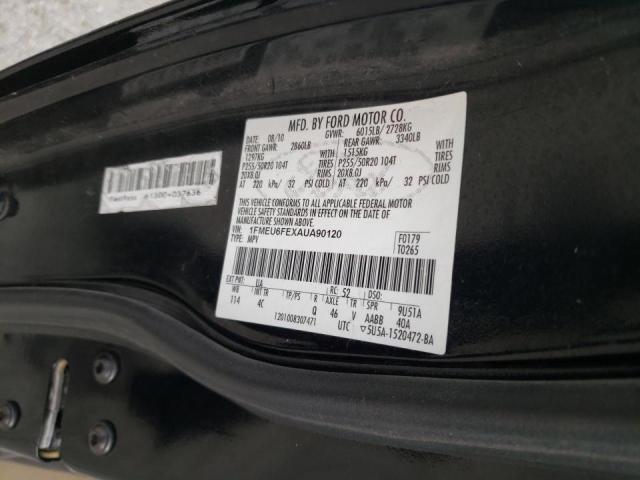 MFD. BY FORD MOTOR CO.
DATE: 08/10 GVWR: 6015LB/ 2728KG
FRONT GAWR: 2860LB REAR GAWR: 3340LB
1297KG WITH 1515KG WITH
P255/50R20 104T TIRES P255/50R20 104T TIRES
20X8.0J RIMS 20X8.0J RIMS
AT 220 kPa/ 32 PSI COLD AT 220 kPa/ 32 PSI COLD
THIS VEHICLE CONFORMS TO ALL APPLICABLE FEDERAL MOTOR
VEHICLE SAFETY STANDARDS IN EFFECT ON THE DATE OF
MANUFACTURE SHOWN ABOVE.
VIN: 1FMEU6FEXAUA90120 F0179
TYPE: MPV T0265
EXT PNT: UA RC: 52 DSO:
WB INT TR TP/PS R AXLE TR SPR 9U51A
114 4C Q 46 V AABB 40A
1201008307471 UTC 5U5A-1520472-BA